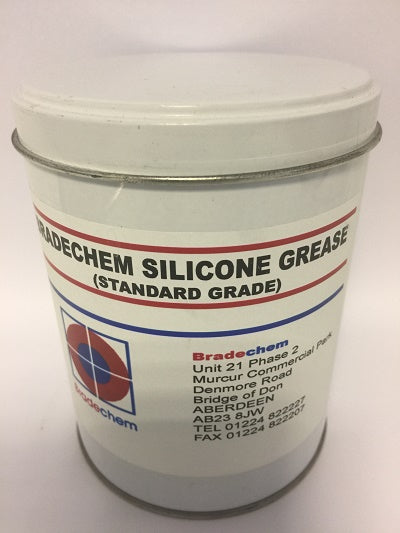 BRADECHEM SILICONE GREASE
(STANDARD GRADE)
Bradechem
Bradechem
Unit 21 Phase 2
Murcur Commercial Park
Denmore Road
Bridge of Don
ABERDEEN
AB23 8JW
TEL 01224 822227
FAX 01224 822207